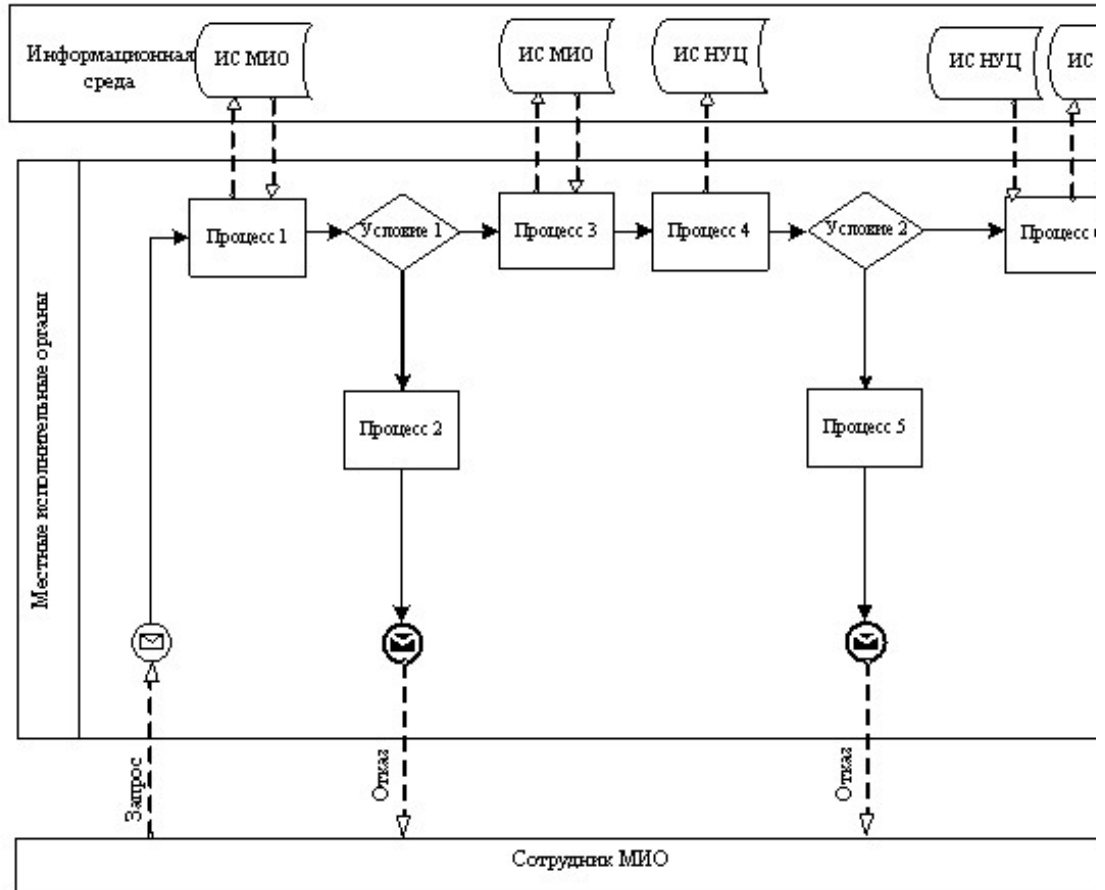 Информационная
среда
ИС МИО
ИС МИО
ИС НУЦ
ИС НУЦ
ИС
Местные исполнительные органы
Процесс 1
Условие 1
Процесс 3
Процесс 4
Условие 2
Процесс
Процесс 2
Процесс 5
Запрос
Отказ
Отказ
Сотрудник МИО